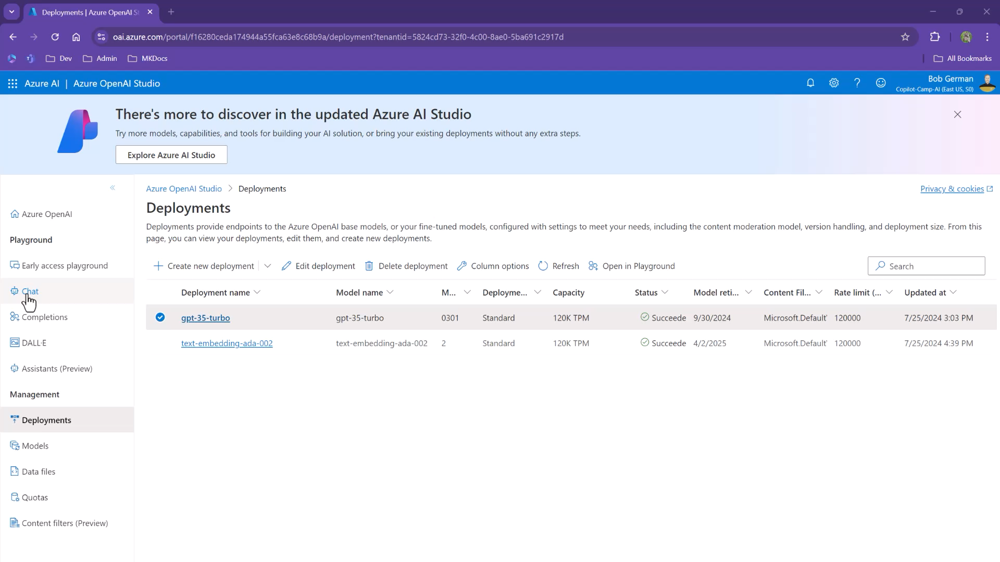 Deployments | Azure OpenAI St
oai.azure.com/portal/f16280ceda174944a55fca63e8c68b9a/deployment?tenantid=5824cd73-32f0-4c00-8ae0-5ba691c2917d
Dev
Admin
MKDocs
All Bookmarks
Azure AI | Azure OpenAI Studio
Bob German
Copilot-Camp-AI (East US, S0)
There's more to discover in the updated Azure AI Studio
Try more models, capabilities, and tools for building your AI solution, or bring your existing deployments without any extra steps.
Explore Azure AI Studio
Azure OpenAI
Playground
Early access playground
Chat
Completions
DALL·E
Assistants (Preview)
Management
Deployments
Models
Data files
Quotas
Content filters (Preview)
Azure OpenAI Studio > Deployments
Privacy & cookies
Deployments
Deployments provide endpoints to the Azure OpenAI base models, or your fine-tuned models, configured with settings to meet your needs, including the content moderation model, version handling, and deployment size. From this
page, you can view your deployments, edit them, and create new deployments.
Create new deployment Edit deployment Delete deployment Column options Refresh Open in Playground Search
Deployment name Model name M... Deployme... Capacity Status Model reti... Content Fil... Rate limit (... Updated at
gpt-35-turbo gpt-35-turbo 0301 Standard 120K TPM Succeede 9/30/2024 Microsoft.Default 120000 7/25/2024 3:03 PM
text-embedding-ada-002 text-embedding-ada-002 2 Standard 120K TPM Succeede 4/2/2025 Microsoft.Default 120000 7/25/2024 4:39 PM